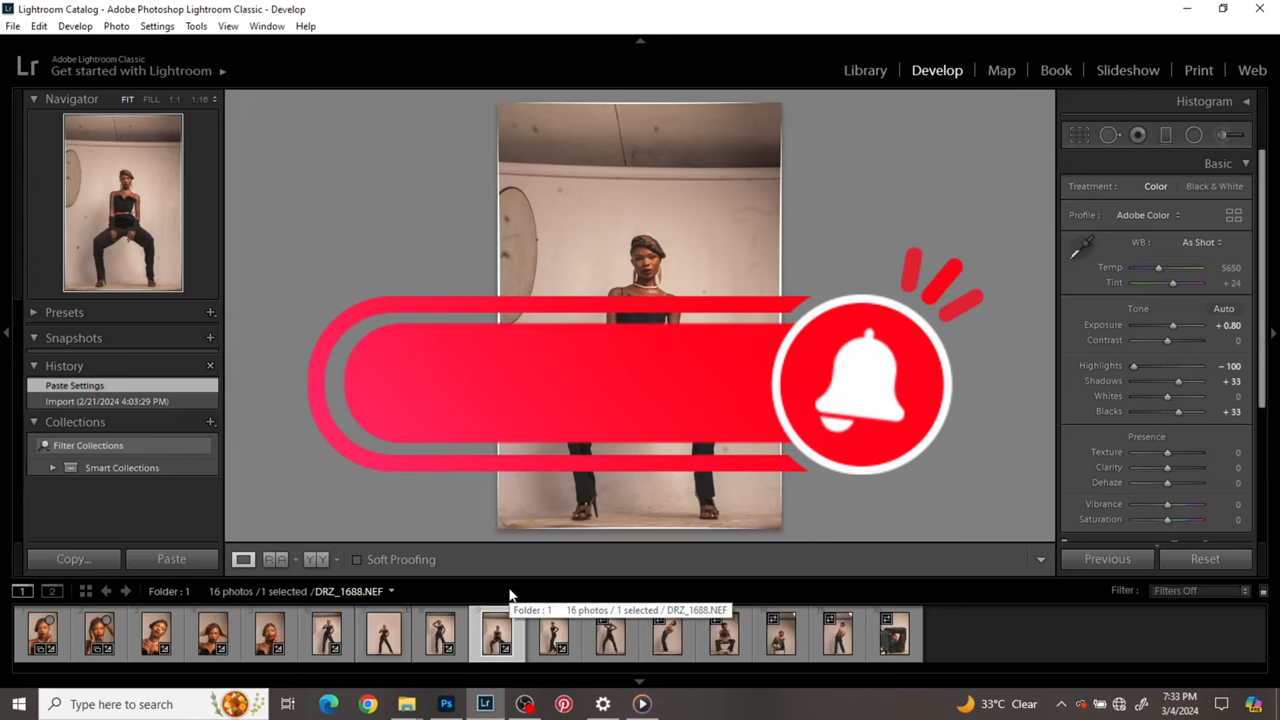 Lightroom Catalog - Adobe Photoshop Lightroom Classic - Develop
File Edit Develop Photo Settings Tools View Window Help
Lr Adobe Lightroom Classic
Get started with Lightroom
Library | Develop | Map | Book | Slideshow | Print | Web
Navigator FIT FILL 1:1 1:16
Presets
Snapshots
History
Paste Settings
Import (2/21/2024 4:03:29 PM)
Collections
Filter Collections
Smart Collections
Copy... Paste
Soft Proofing
Histogram
Basic
Treatment: Color Black & White
Profile: Adobe Color
WB: As Shot
Temp 5650
Tint + 24
Tone Auto
Exposure + 0.80
Contrast 0
Highlights − 100
Shadows + 33
Whites 0
Blacks + 33
Presence
Texture 0
Clarity 0
Dehaze 0
Vibrance 0
Saturation 0
Previous Reset
1 2 Folder : 1 16 photos / 1 selected / DRZ_1688.NEF Filter : Filters Off
Folder : 1 16 photos / 1 selected / DRZ_1688.NEF
Type here to search
Ps Lr
33°C Clear
7:33 PM
3/4/2024